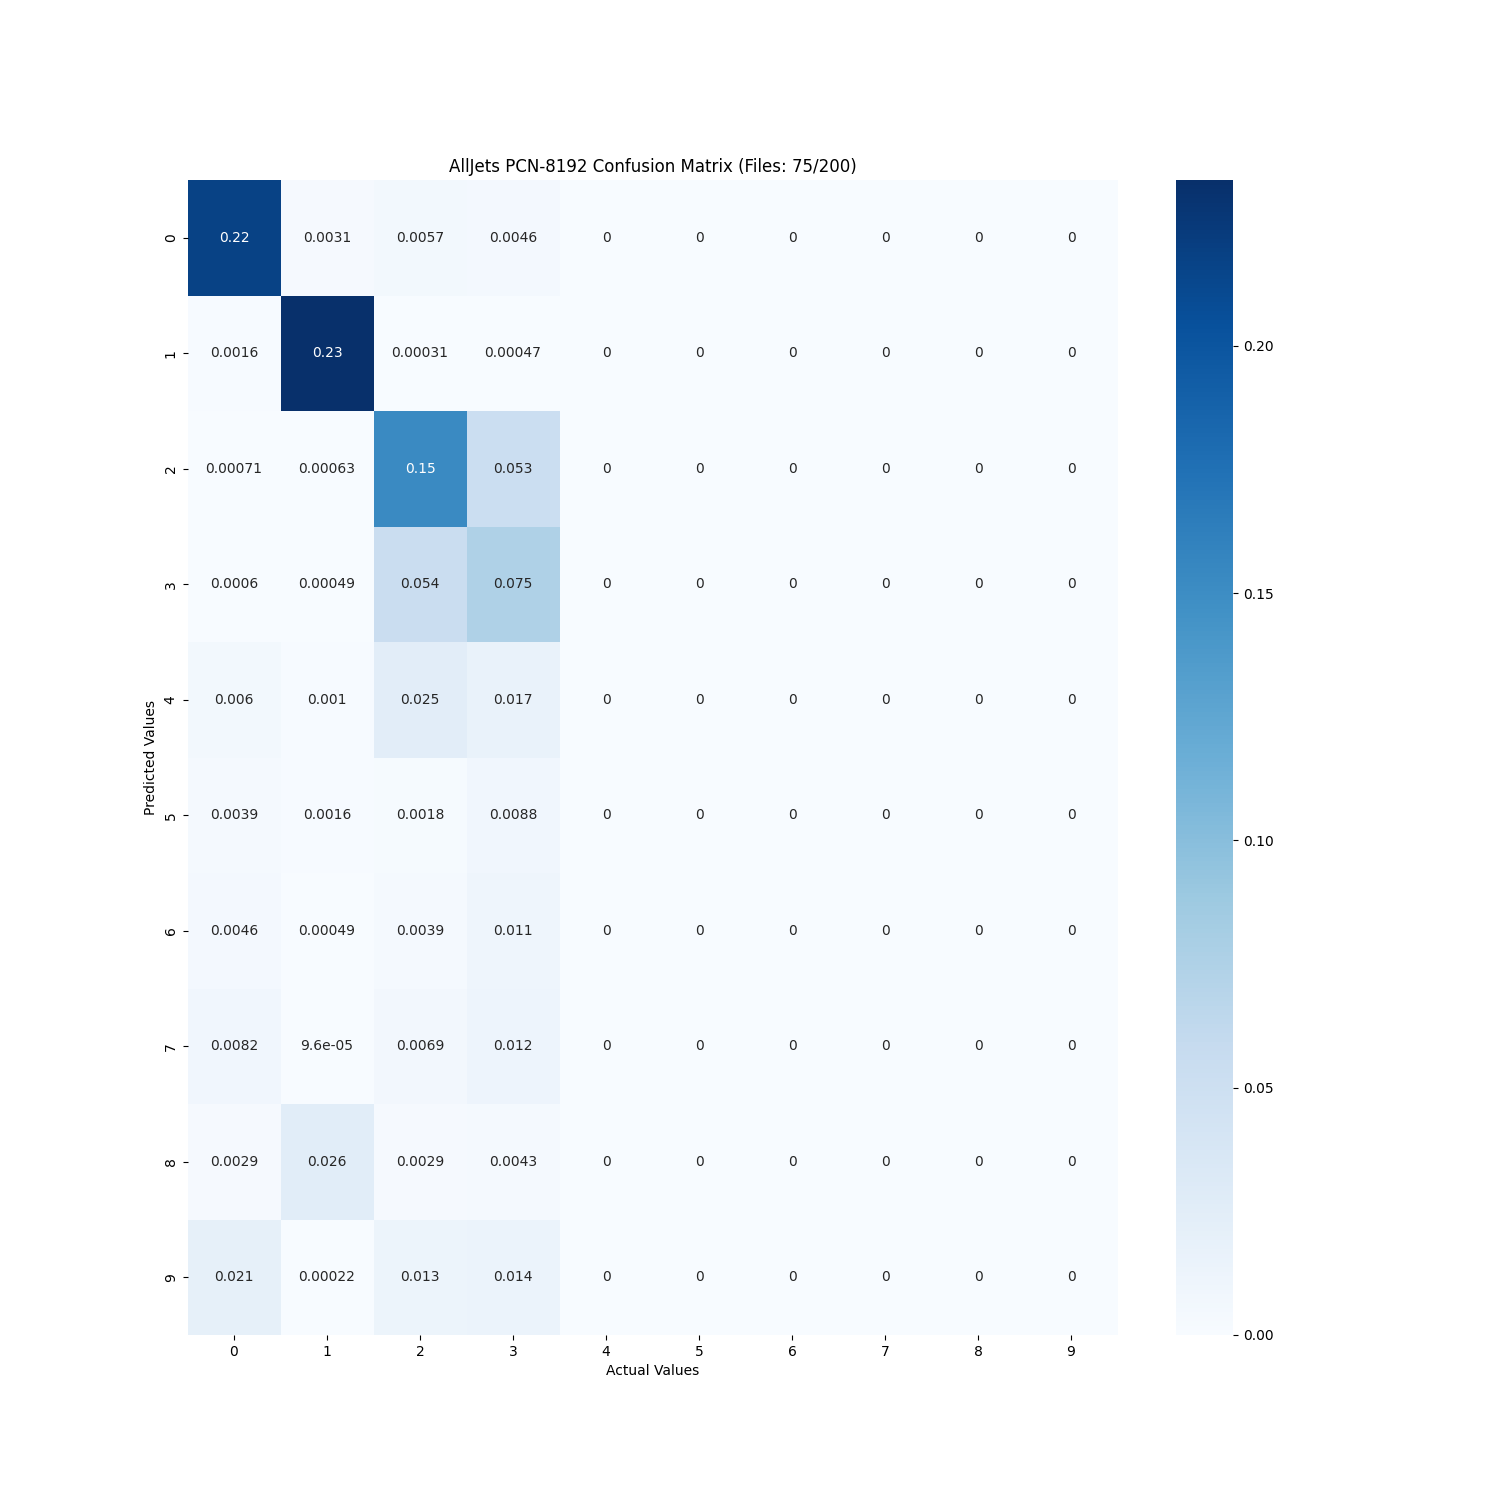 AllJets PCN-8192 Confusion Matrix (Files: 75/200)
0 0.22 0.0031 0.0057 0.0046 0 0 0 0 0 0
1 0.0016 0.23 0.00031 0.00047 0 0 0 0 0 0
2 0.00071 0.00063 0.15 0.053 0 0 0 0 0 0
3 0.0006 0.00049 0.054 0.075 0 0 0 0 0 0
4 0.006 0.001 0.025 0.017 0 0 0 0 0 0
5 0.0039 0.0016 0.0018 0.0088 0 0 0 0 0 0
6 0.0046 0.00049 0.0039 0.011 0 0 0 0 0 0
7 0.0082 9.6e-05 0.0069 0.012 0 0 0 0 0 0
8 0.0029 0.026 0.0029 0.0043 0 0 0 0 0 0
9 0.021 0.00022 0.013 0.014 0 0 0 0 0 0
0 1 2 3 4 5 6 7 8 9
Actual Values
Predicted Values
0.20
0.15
0.10
0.05
0.00